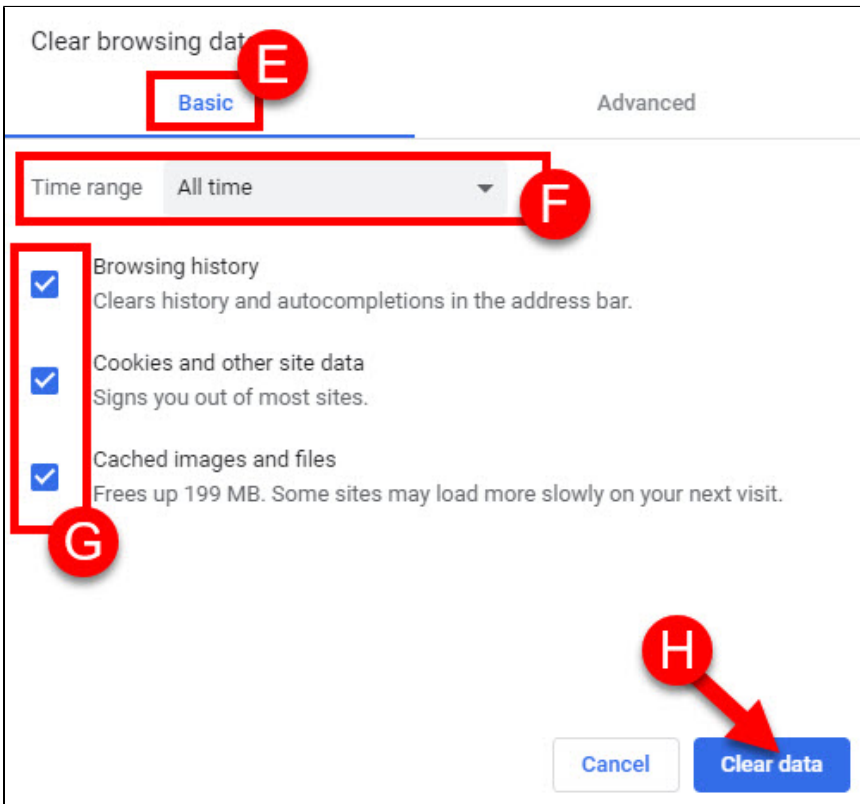 Clear browsing dat
E
Basic
Advanced
Time range
All time
F
Browsing history
Clears history and autocompletions in the address bar.
Cookies and other site data
Signs you out of most sites.
Cached images and files
Frees up 199 MB. Some sites may load more slowly on your next visit.
G
H
Cancel
Clear data